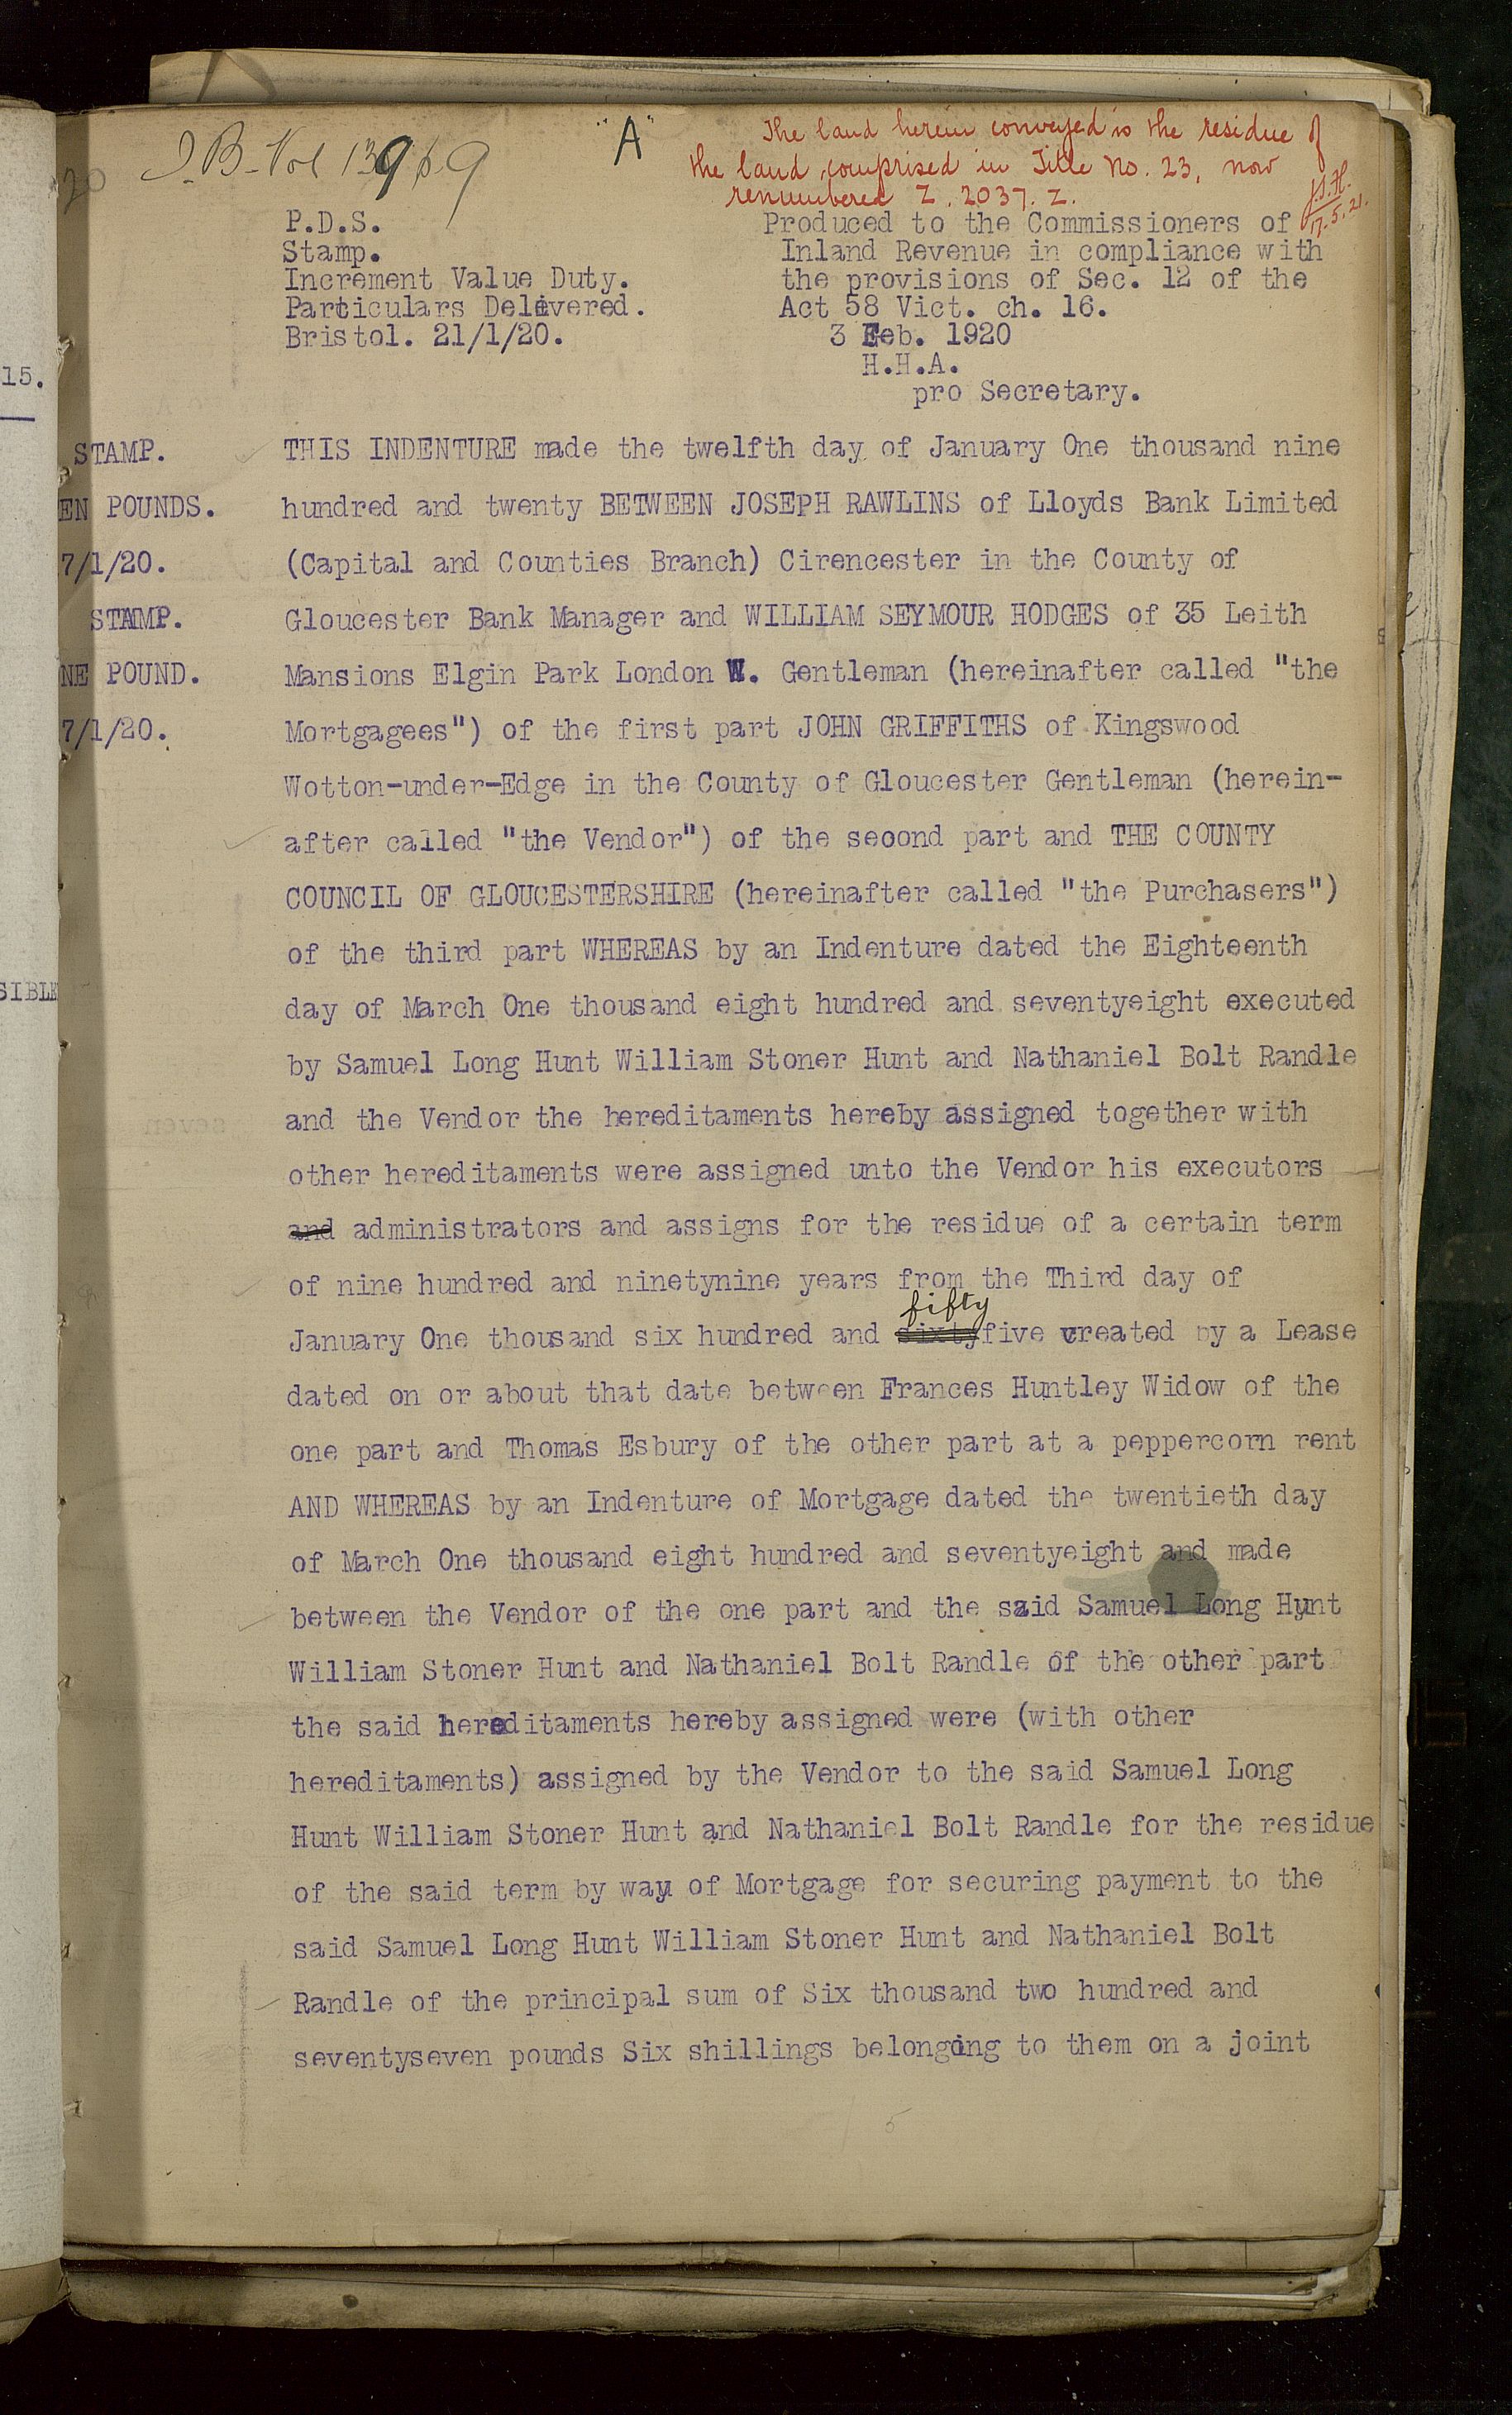 "A"
The land herein conveyed is the residue of
the land comprised in Title No. 23, now
renumbered Z. 2037. Z.
J.H.
17.5.21.
P.D.S.
Stamp.
Increment Value Duty.
Particulars Delivered.
Bristol. 21/1/20.
Produced to the Commissioners of
Inland Revenue in compliance with
the provisions of Sec. 12 of the
Act 58 Vict. ch. 16.
3 Feb. 1920
H.H.A.
pro Secretary.
15.
SIBLE
STAMP.
EN POUNDS.
7/1/20.
STAMP.
NE POUND.
7/1/20.
THIS INDENTURE made the twelfth day of January One thousand nine
hundred and twenty BETWEEN JOSEPH RAWLINS of Lloyds Bank Limited
(Capital and Counties Branch) Cirencester in the County of
Gloucester Bank Manager and WILLIAM SEYMOUR HODGES of 35 Leith
Mansions Elgin Park London W. Gentleman (hereinafter called "the
Mortgagees") of the first part JOHN GRIFFITHS of Kingswood
Wotton-under-Edge in the County of Gloucester Gentleman (herein-
after called "the Vendor") of the second part and THE COUNTY
COUNCIL OF GLOUCESTERSHIRE (hereinafter called "the Purchasers")
of the third part WHEREAS by an Indenture dated the Eighteenth
day of March One thousand eight hundred and seventyeight executed
by Samuel Long Hunt William Stoner Hunt and Nathaniel Bolt Randle
and the Vendor the hereditaments hereby assigned together with
other hereditaments were assigned unto the Vendor his executors
and administrators and assigns for the residue of a certain term
of nine hundred and ninetynine years from the Third day of
fifty
January One thousand six hundred and sixtyfive created by a Lease
dated on or about that date between Frances Huntley Widow of the
one part and Thomas Esbury of the other part at a peppercorn rent
AND WHEREAS by an Indenture of Mortgage dated the twentieth day
of March One thousand eight hundred and seventyeight and made
between the Vendor of the one part and the said Samuel Long Hunt
William Stoner Hunt and Nathaniel Bolt Randle of the other part
the said hereditaments hereby assigned were (with other
hereditaments) assigned by the Vendor to the said Samuel Long
Hunt William Stoner Hunt and Nathaniel Bolt Randle for the residue
of the said term by way of Mortgage for securing payment to the
said Samuel Long Hunt William Stoner Hunt and Nathaniel Bolt
Randle of the principal sum of Six thousand two hundred and
seventyseven pounds Six shillings belonging to them on a joint